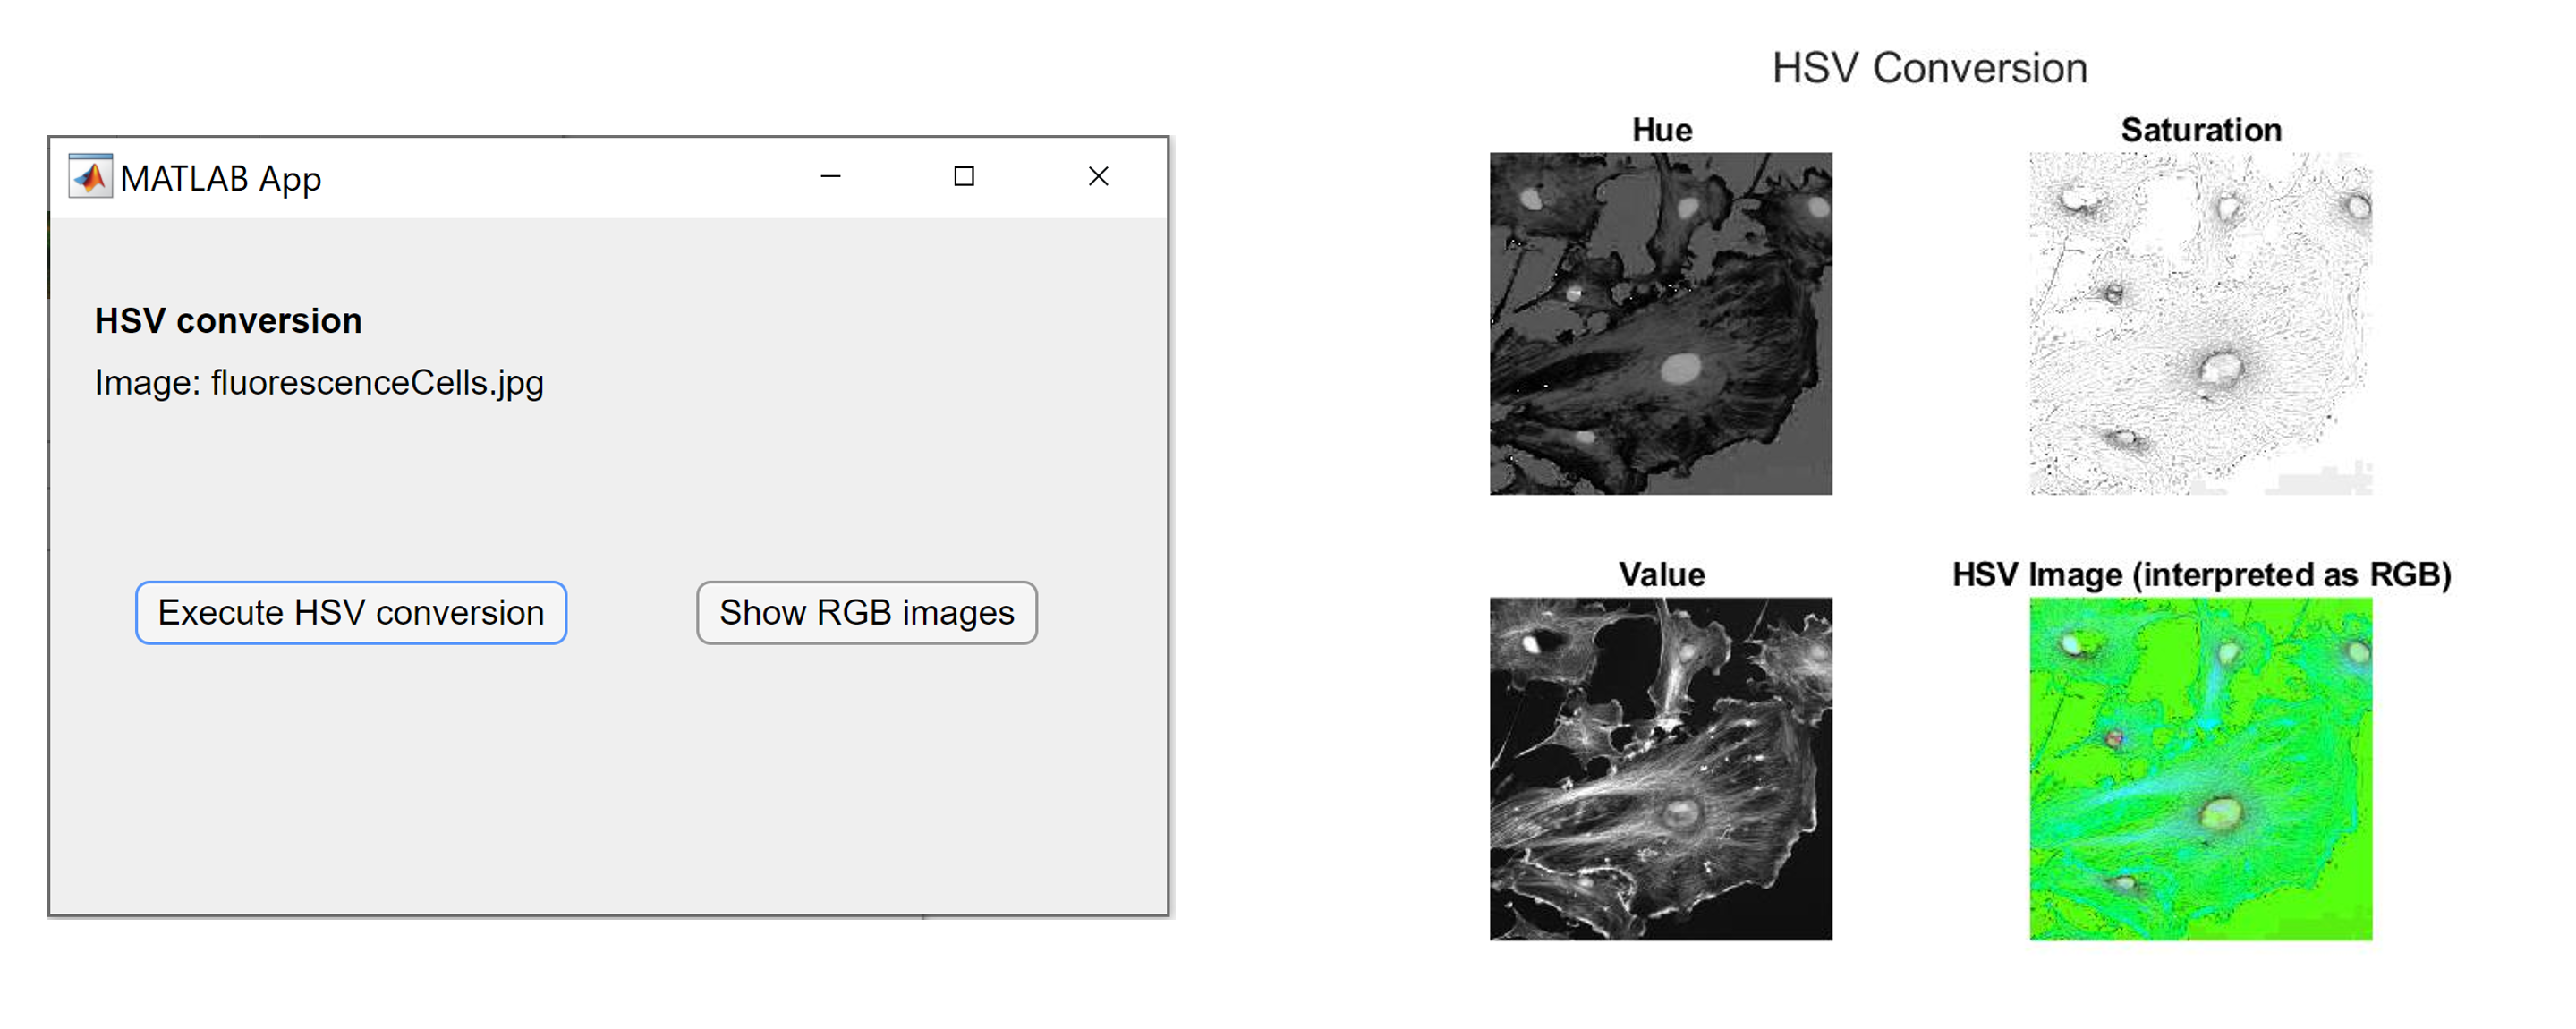 MATLAB App
HSV conversion
Image: fluorescenceCells.jpg
Execute HSV conversion
Show RGB images
HSV Conversion
Hue
Saturation
Value
HSV Image (interpreted as RGB)